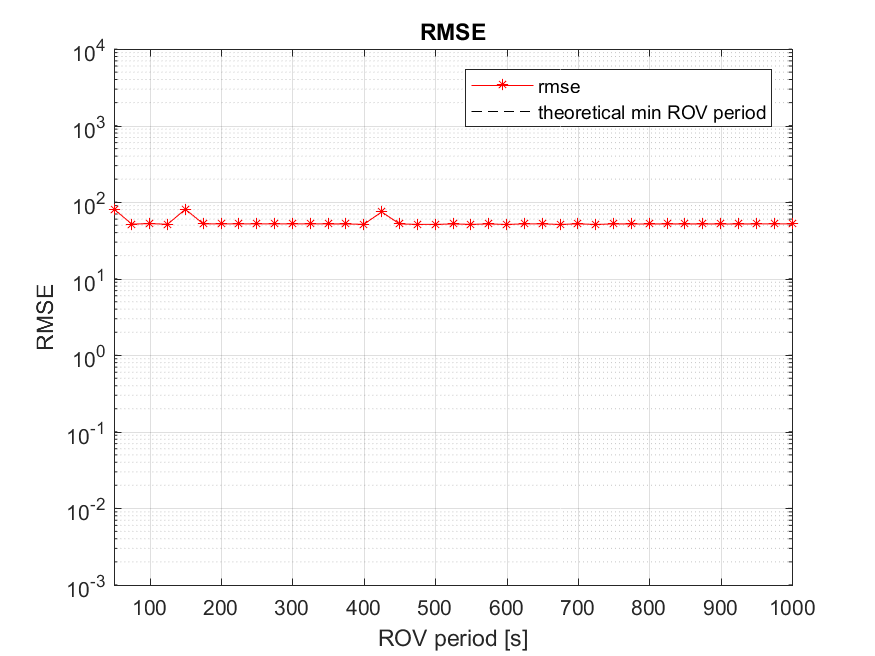 RMSE
rmse
theoretical min ROV period
10^4
10^3
10^2
10^1
10^0
10^-1
10^-2
10^-3
RMSE
100 200 300 400 500 600 700 800 900 1000
ROV period [s]